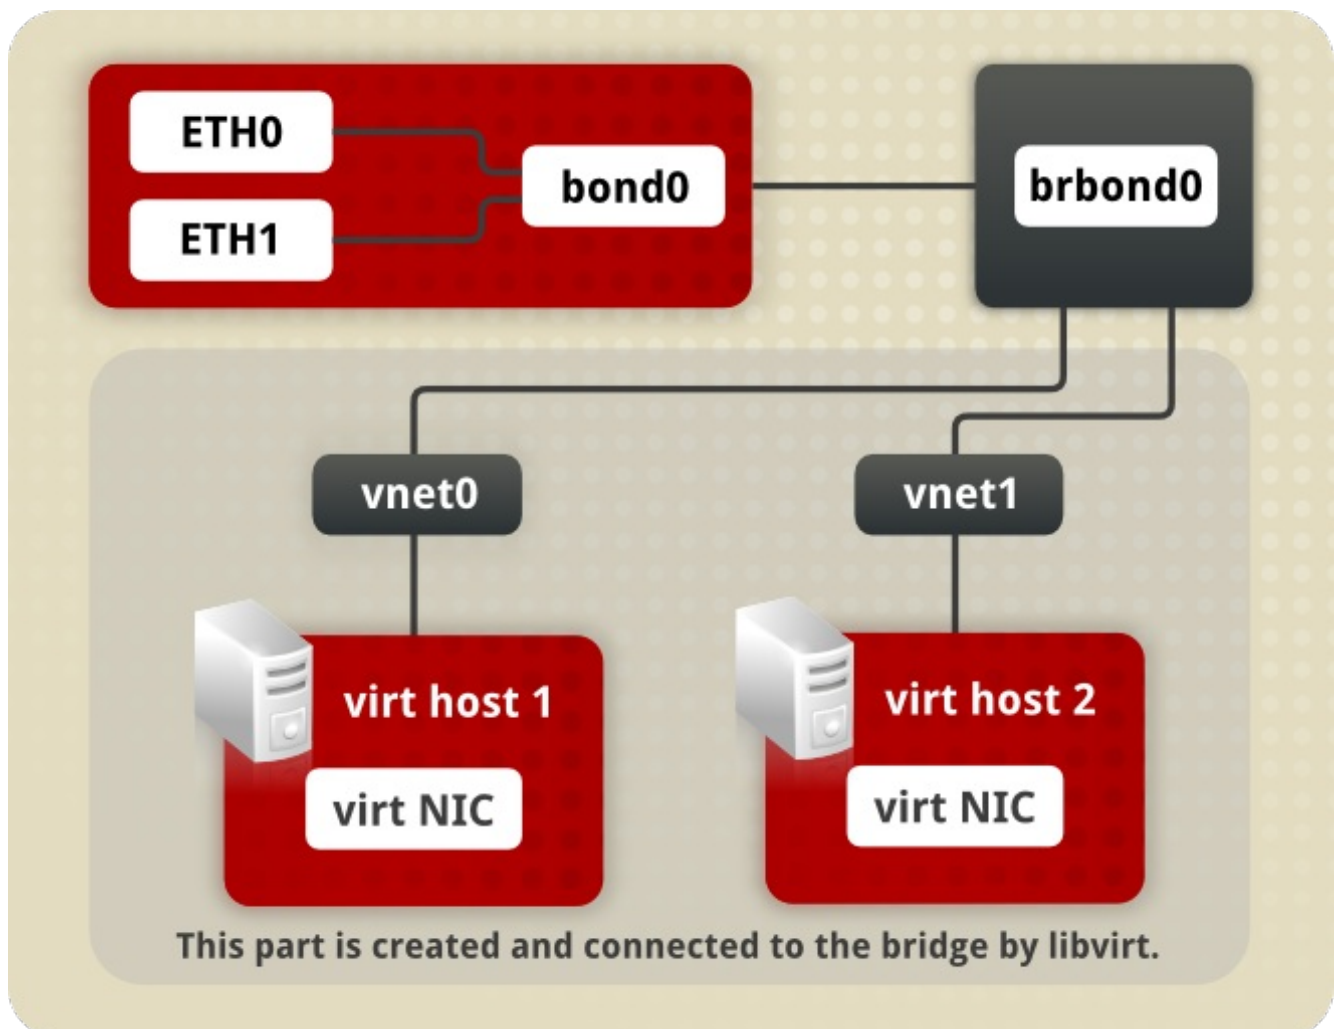 ETH0
ETH1
bond0
brbond0
vnet0
vnet1
virt host 1
virt NIC
virt host 2
virt NIC
This part is created and connected to the bridge by libvirt.